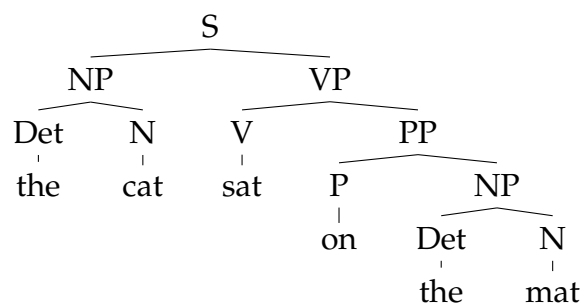 S
NP VP
Det N V PP
the cat sat P NP
on Det N
the mat